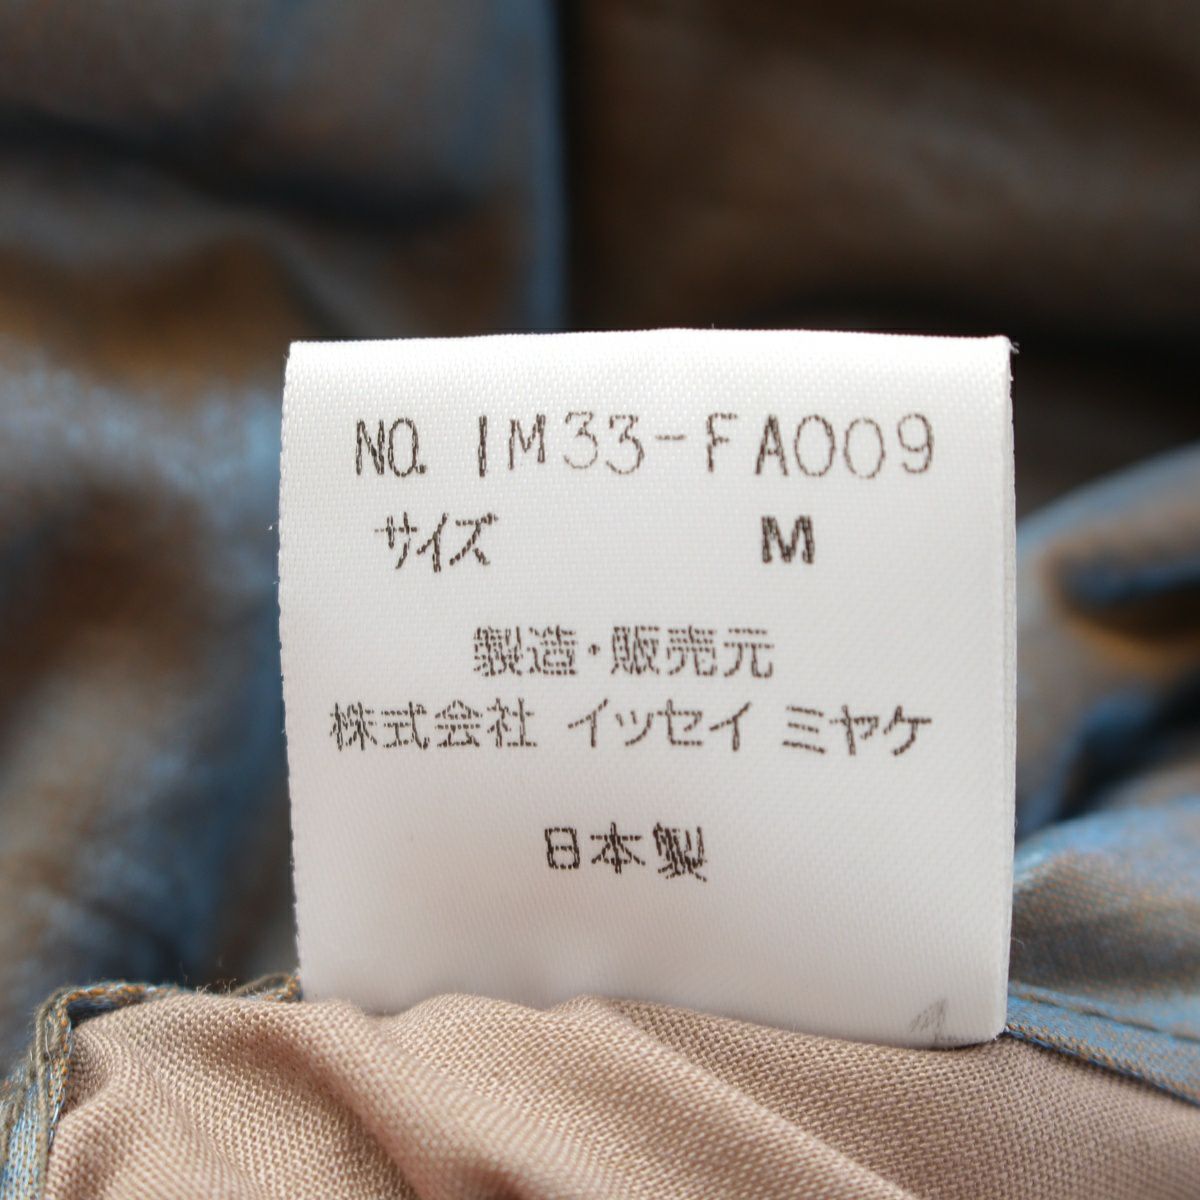 NO. IM33-FA009
サイズ M
製造・販売元
株式会社 イッセイ ミヤケ
日本製